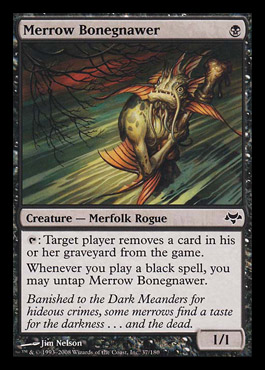 Merrow Bonegnawer
Creature — Merfolk Rogue
: Target player removes a card in his
or her graveyard from the game.
Whenever you play a black spell, you
may untap Merrow Bonegnawer.
Banished to the Dark Meanders for
hideous crimes, some merrows find a taste
for the darkness . . . and the dead.
Jim Nelson
1/1
™ & © 1993–2008 Wizards of the Coast, Inc. 37/180